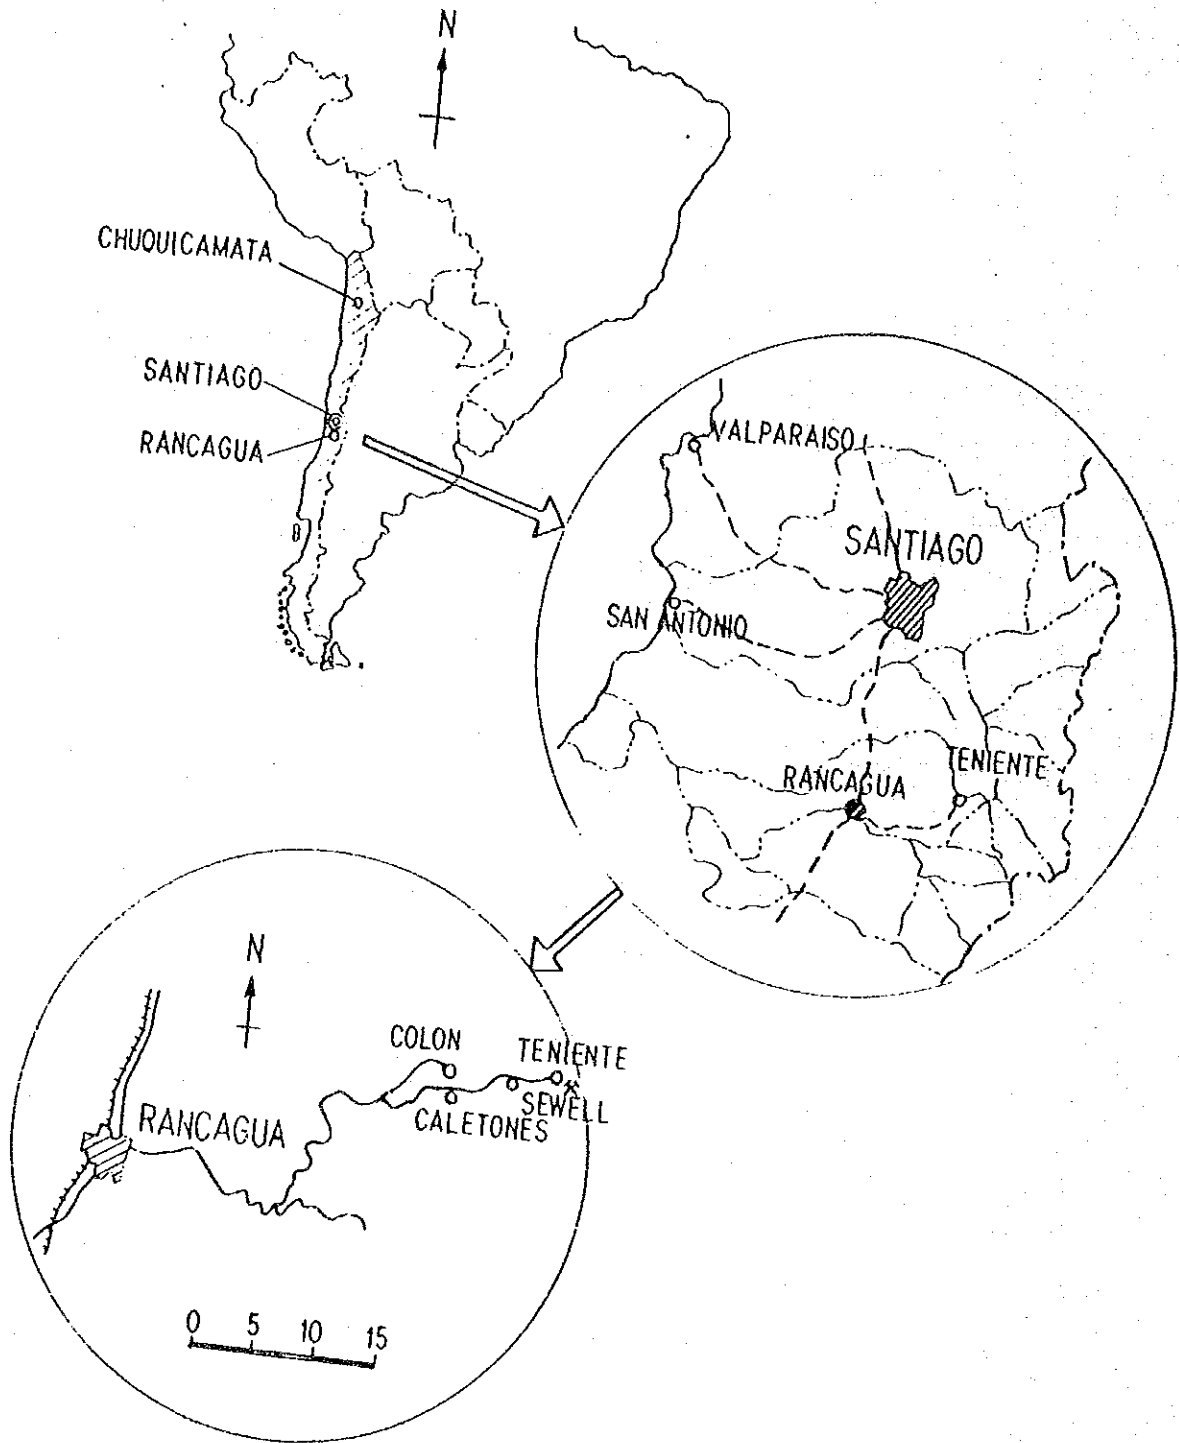 N
CHUQUICAMATA
SANTIAGO
RANCAGUA
VALPARAISO
SANTIAGO
SAN ANTONIO
RANCAGUA
TENIENTE
N
COLON
TENIENTE
SEWELL
CALETONES
RANCAGUA
0 5 10 15